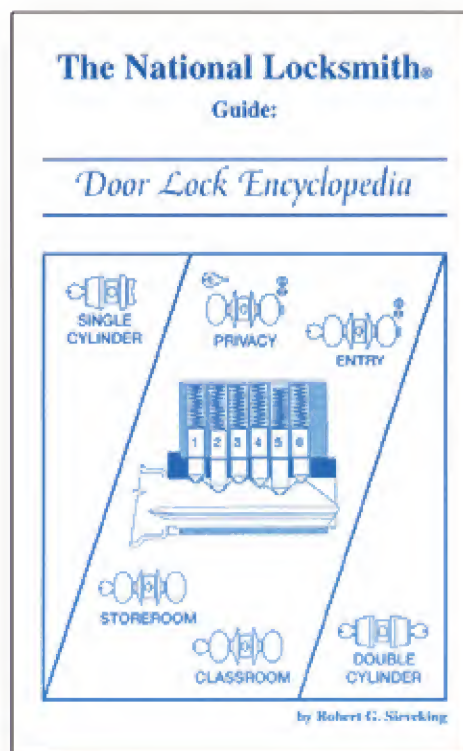 The National Locksmith®
Guide:
Door Lock Encyclopedia
SINGLE
CYLINDER
PRIVACY
ENTRY
1 2 3 4 5 6
STOREROOM
CLASSROOM
DOUBLE
CYLINDER
by Robert G. Sieveking